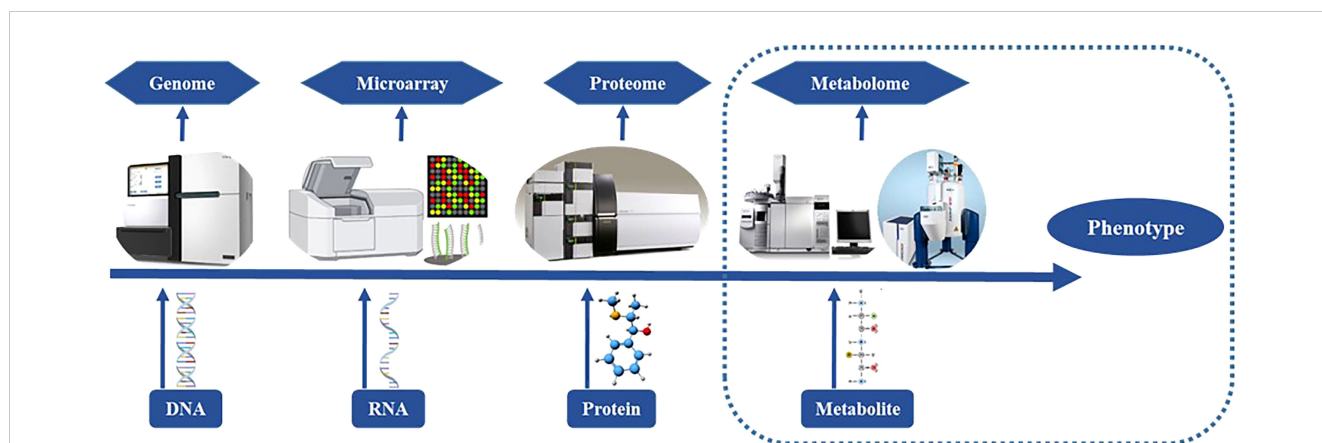 Genome
Microarray
Proteome
Metabolome
Phenotype
DNA
RNA
Protein
Metabolite